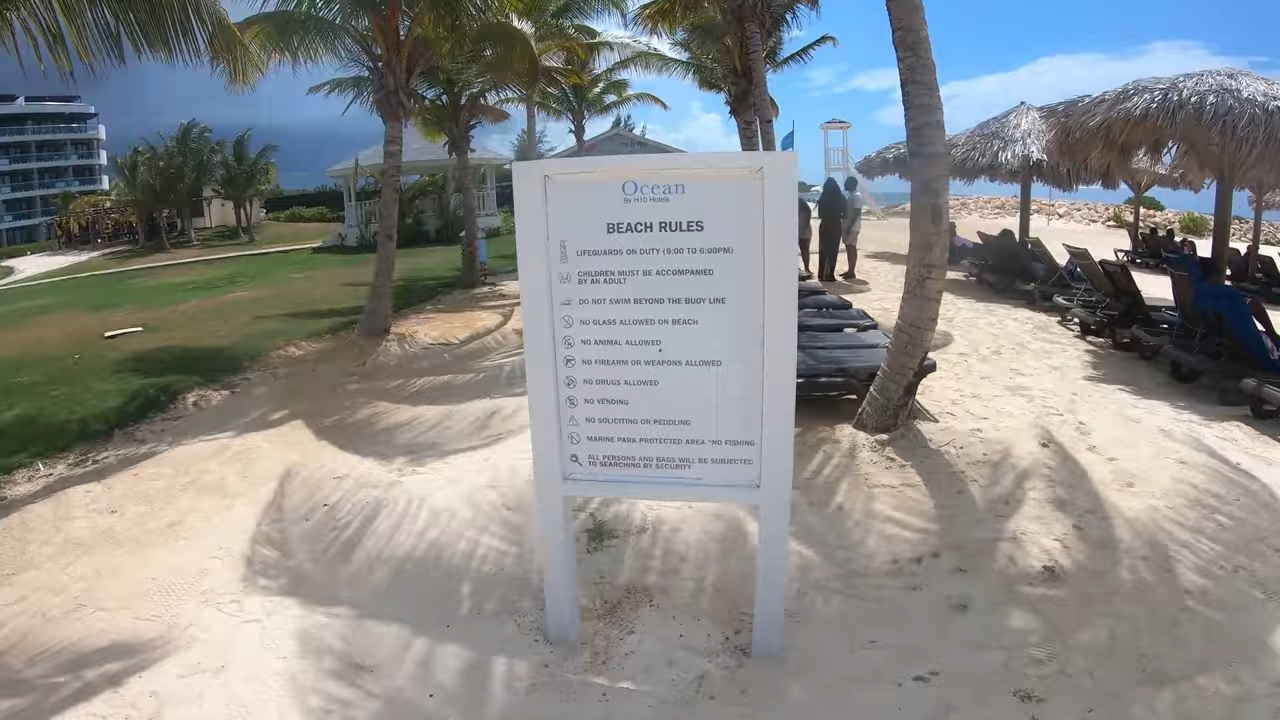 Ocean
By H10 Hotels
BEACH RULES
LIFEGUARDS ON DUTY (9:00 TO 6:00PM)
CHILDREN MUST BE ACCOMPANIED
BY AN ADULT
DO NOT SWIM BEYOND THE BUOY LINE
NO GLASS ALLOWED ON BEACH
NO ANIMAL ALLOWED
NO FIREARM OR WEAPONS ALLOWED
NO DRUGS ALLOWED
NO VENDING
NO SOLICITING OR PEDDLING
MARINE PARK PROTECTED AREA *NO FISHING
ALL PERSONS AND BAGS WILL BE SUBJECTED
TO SEARCHING BY SECURITY